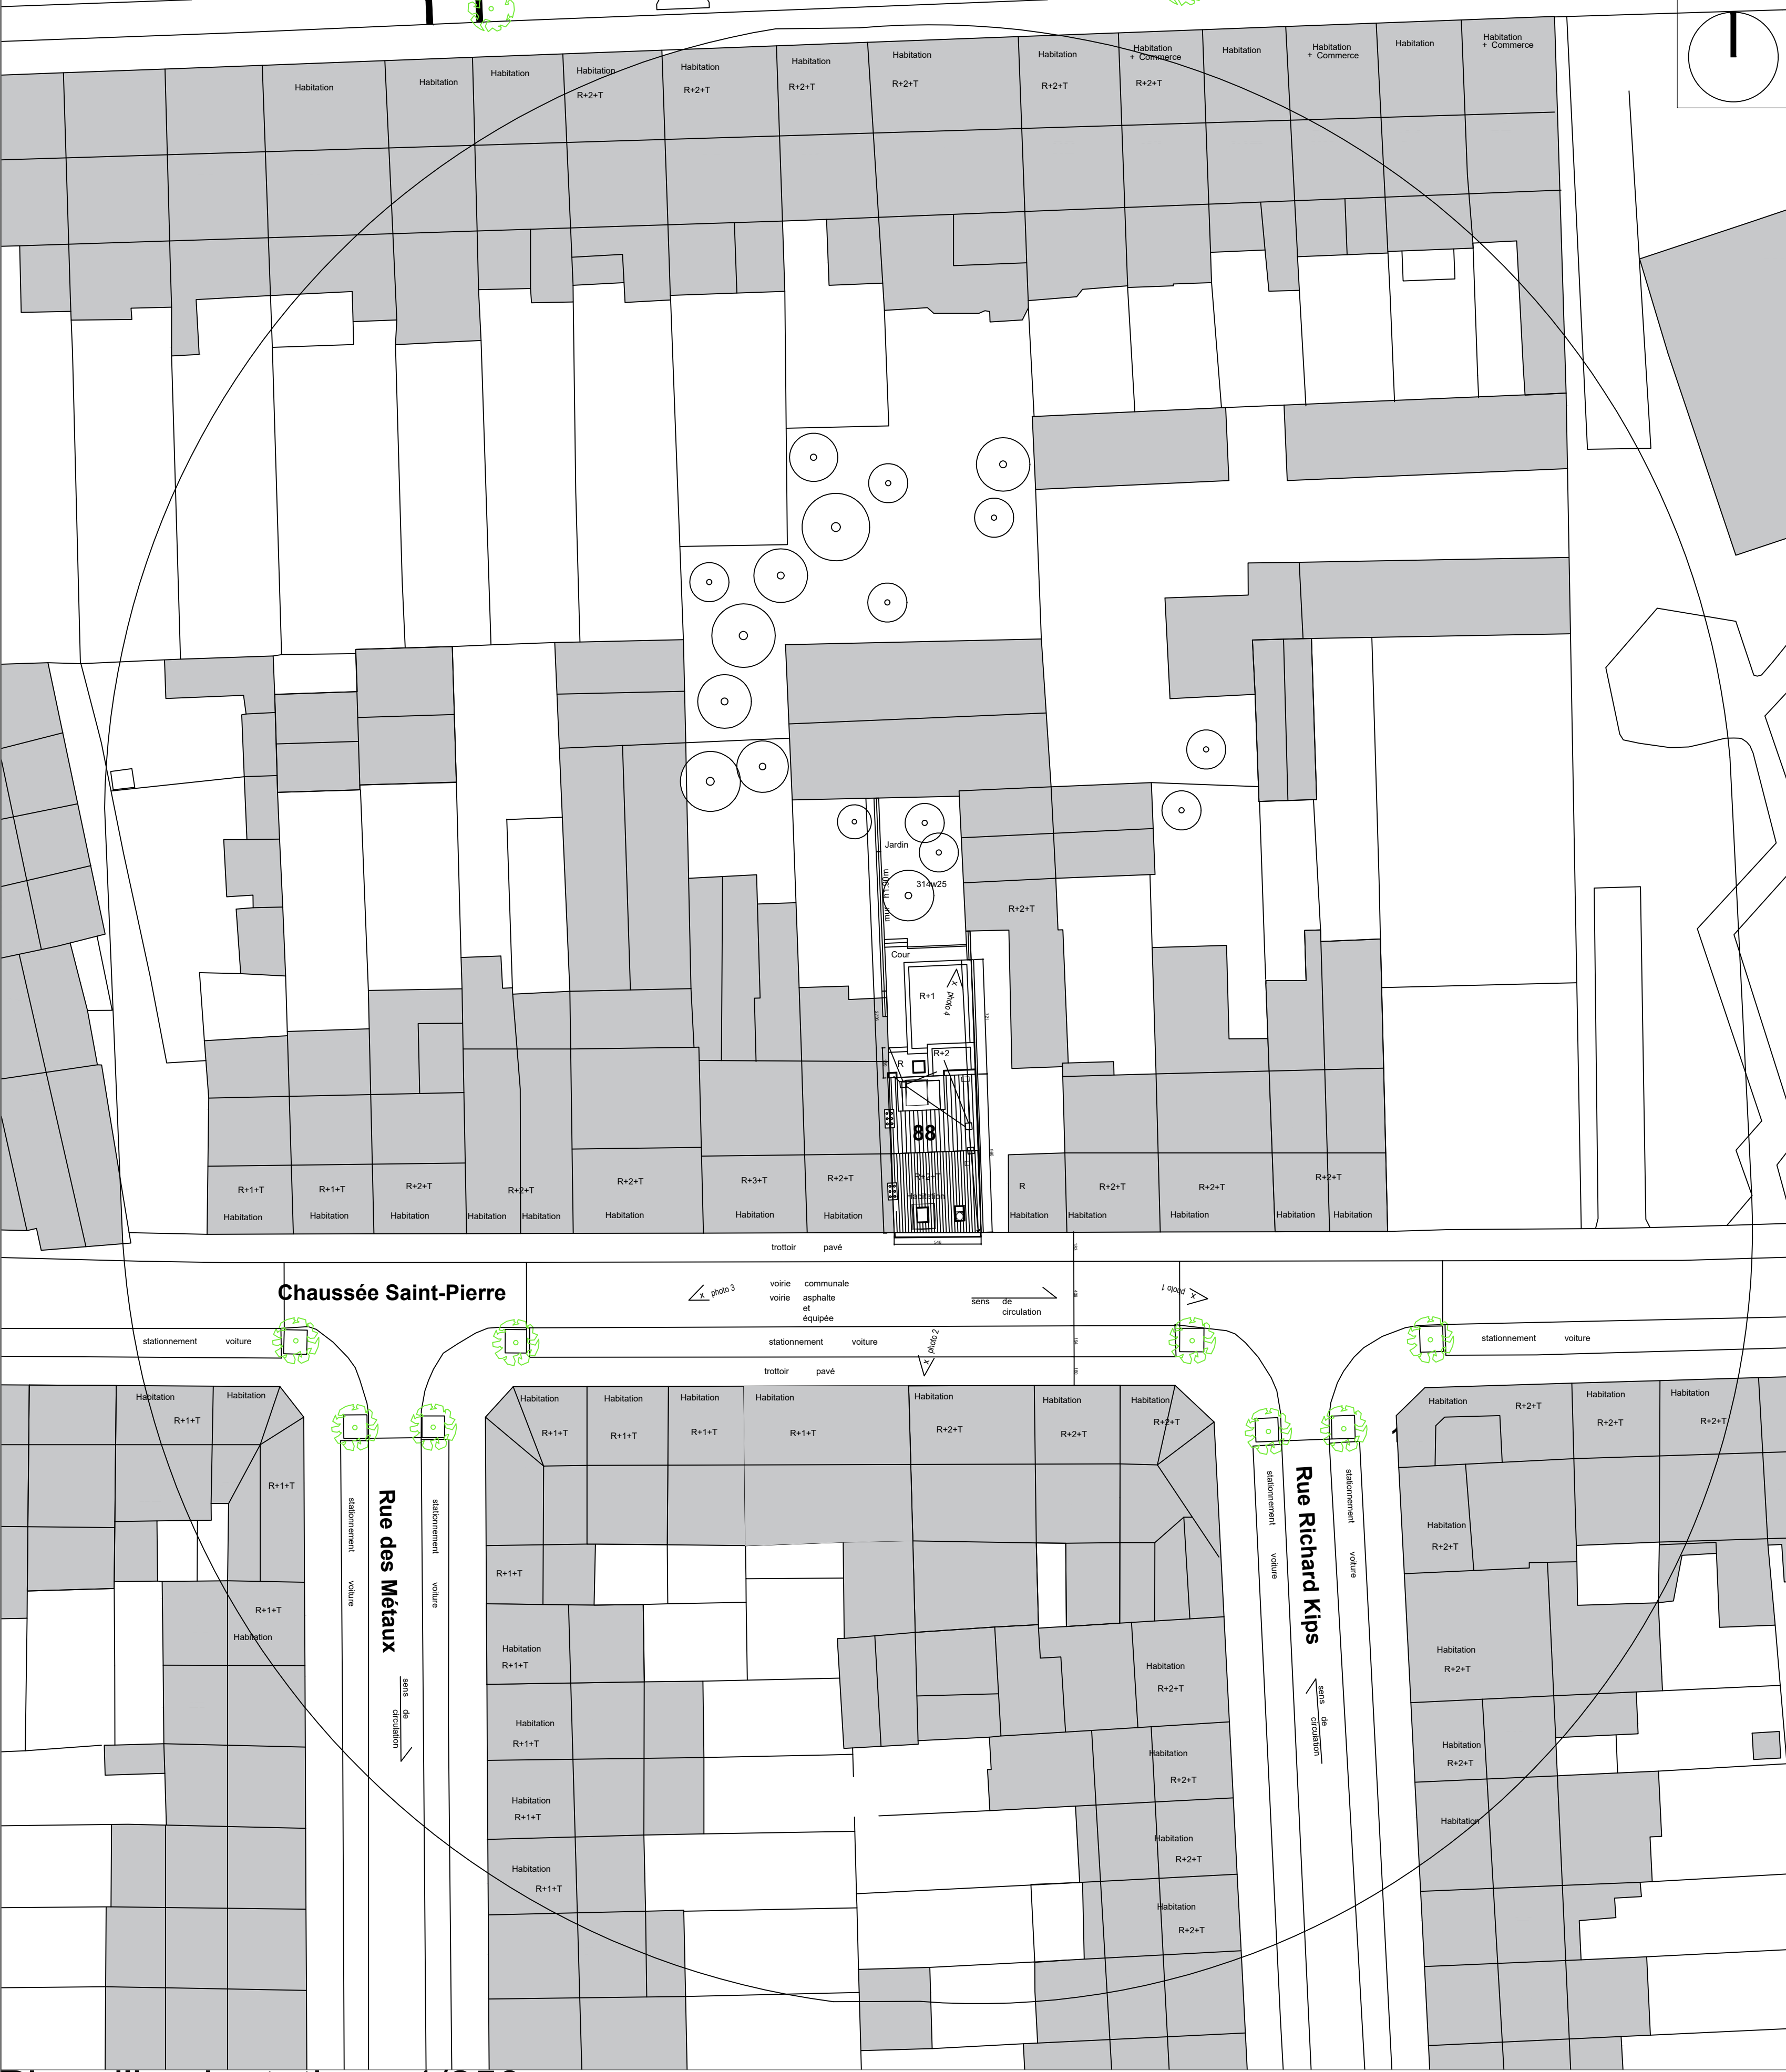 Habitation
+ Commerce
Habitation
Habitation
+ Commerce
Habitation
Habitation
+ Commerce
Habitation
Habitation
Habitation
Habitation
Habitation
Habitation
Habitation
Habitation
Habitation
R+2+T
R+2+T
R+2+T
R+2+T
R+2+T
R+2+T
Jardin
314w25
mur h1.90m
R+2+T
Cour
R+1
photo 4
R+2
R
88
R+1+T
R+1+T
R+2+T
R+2+T
R+2+T
R+3+T
R+2+T
R+2+T
Habitation
R
R+2+T
R+2+T
R+2+T
Habitation
Habitation
Habitation
Habitation
Habitation
Habitation
Habitation
Habitation
Habitation
Habitation
Habitation
Habitation
Habitation
trottoir pavé
Chaussée Saint-Pierre
photo 3
voirie communale
voirie asphalte
et
équipée
sens de
circulation
photo 1
stationnement voiture
stationnement voiture
photo 2
stationnement voiture
trottoir pavé
Habitation
R+1+T
Habitation
R+1+T
R+1+T
Habitation
Rue des Métaux
stationnement voiture
stationnement voiture
sens de
circulation
Habitation
Habitation
Habitation
Habitation
Habitation
Habitation
Habitation
R+1+T
R+1+T
R+1+T
R+1+T
R+2+T
R+2+T
R+2+T
R+1+T
Habitation
R+1+T
Habitation
R+1+T
Habitation
R+1+T
Habitation
R+1+T
Habitation
R+2+T
Habitation
R+2+T
Habitation
R+2+T
Habitation
R+2+T
Rue Richard Kips
stationnement voiture
stationnement voiture
sens de
circulation
Habitation
R+2+T
Habitation
R+2+T
Habitation
R+2+T
Habitation
R+2+T
Habitation
R+2+T
Habitation
R+2+T
Habitation